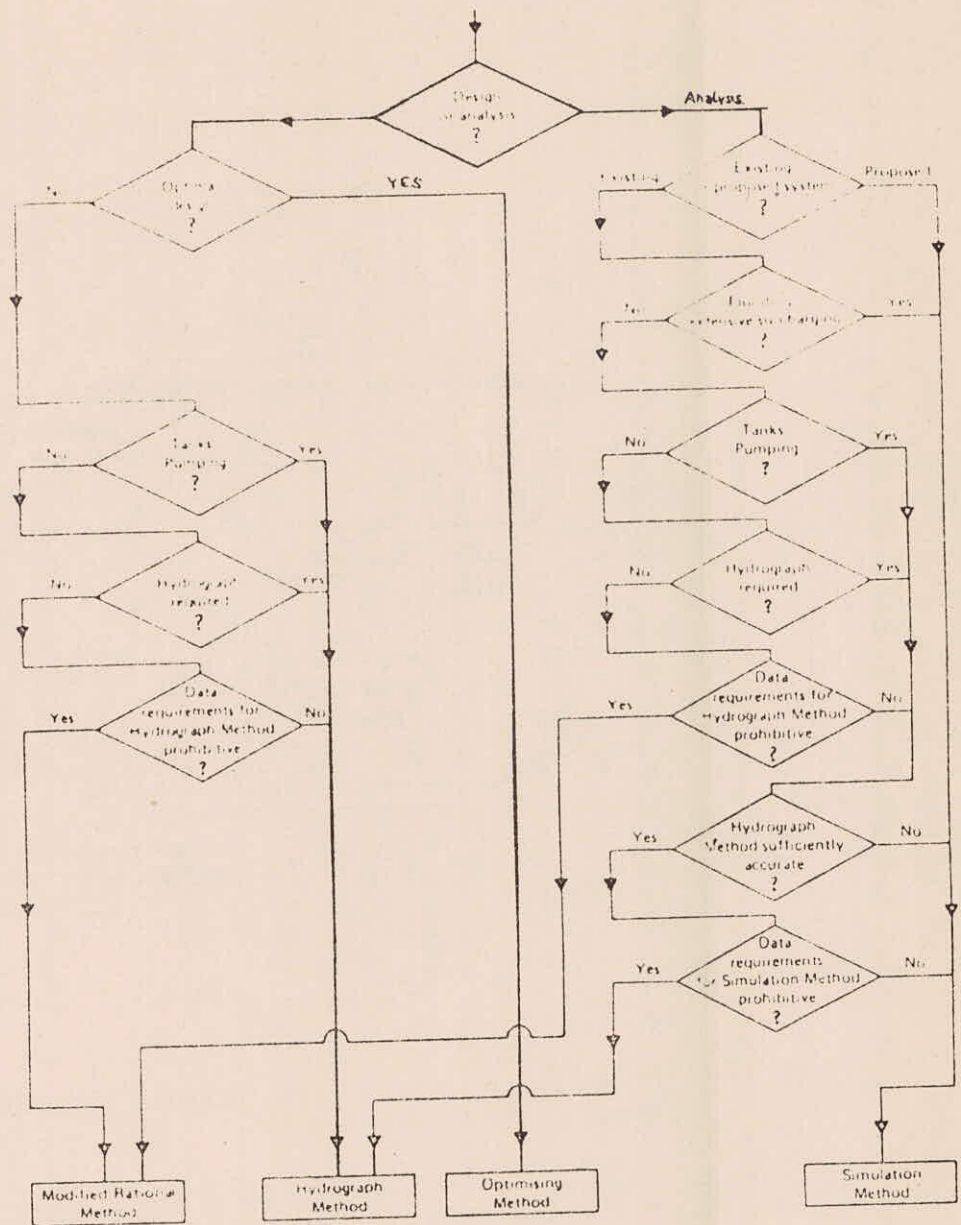 Design
or analysis
?
Analysis.
No
Optimal
?
YES
Existing
Existing
proposed system
?
Proposed
No
extensive surcharging
?
Yes
No
Tanks
Pumping
?
Yes
No
Tanks
Pumping
?
Yes
No
Hydrograph
required
?
Yes
No
Hydrograph
required
?
Yes
Yes
Data
requirements for
Hydrograph Method
prohibitive
?
No
Yes
Data
requirements for
Hydrograph Method
prohibitive
?
No
Yes
Hydrograph
Method sufficiently
accurate
?
No
Yes
Data
requirements
for Simulation Method
prohibitive
?
No
Modified Rational
Method
Hydrograph
Method
Optimising
Method
Simulation
Method